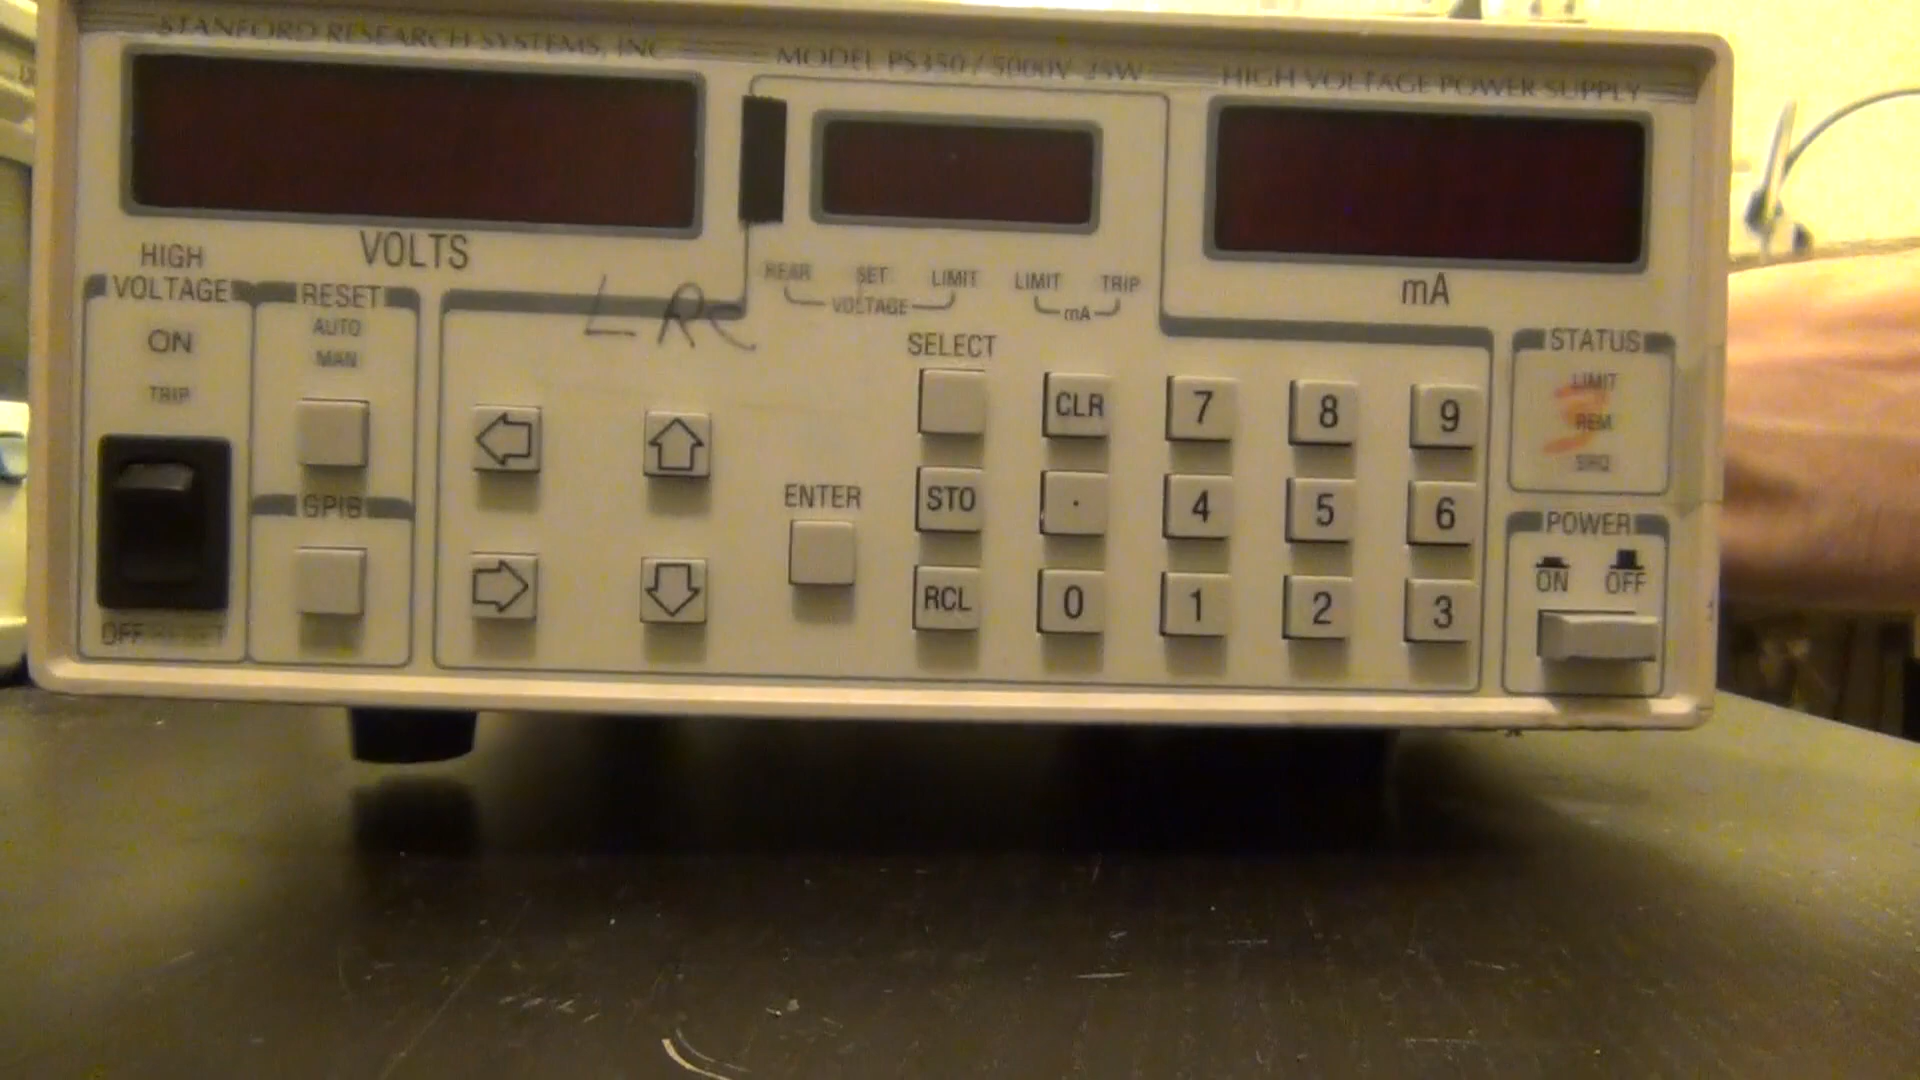 STANFORD RESEARCH SYSTEMS, INC
MODEL PS350 / 5000V 25W
HIGH VOLTAGE POWER SUPPLY
VOLTS
mA
HIGH
VOLTAGE
ON
TRIP
OFF/RESET
RESET
AUTO
MAN
GPIB
REAR SET LIMIT
VOLTAGE
LIMIT TRIP
mA
SELECT
ENTER
CLR 7 8 9
STO . 4 5 6
RCL 0 1 2 3
STATUS
LIMIT
REM
SRQ
POWER
ON OFF